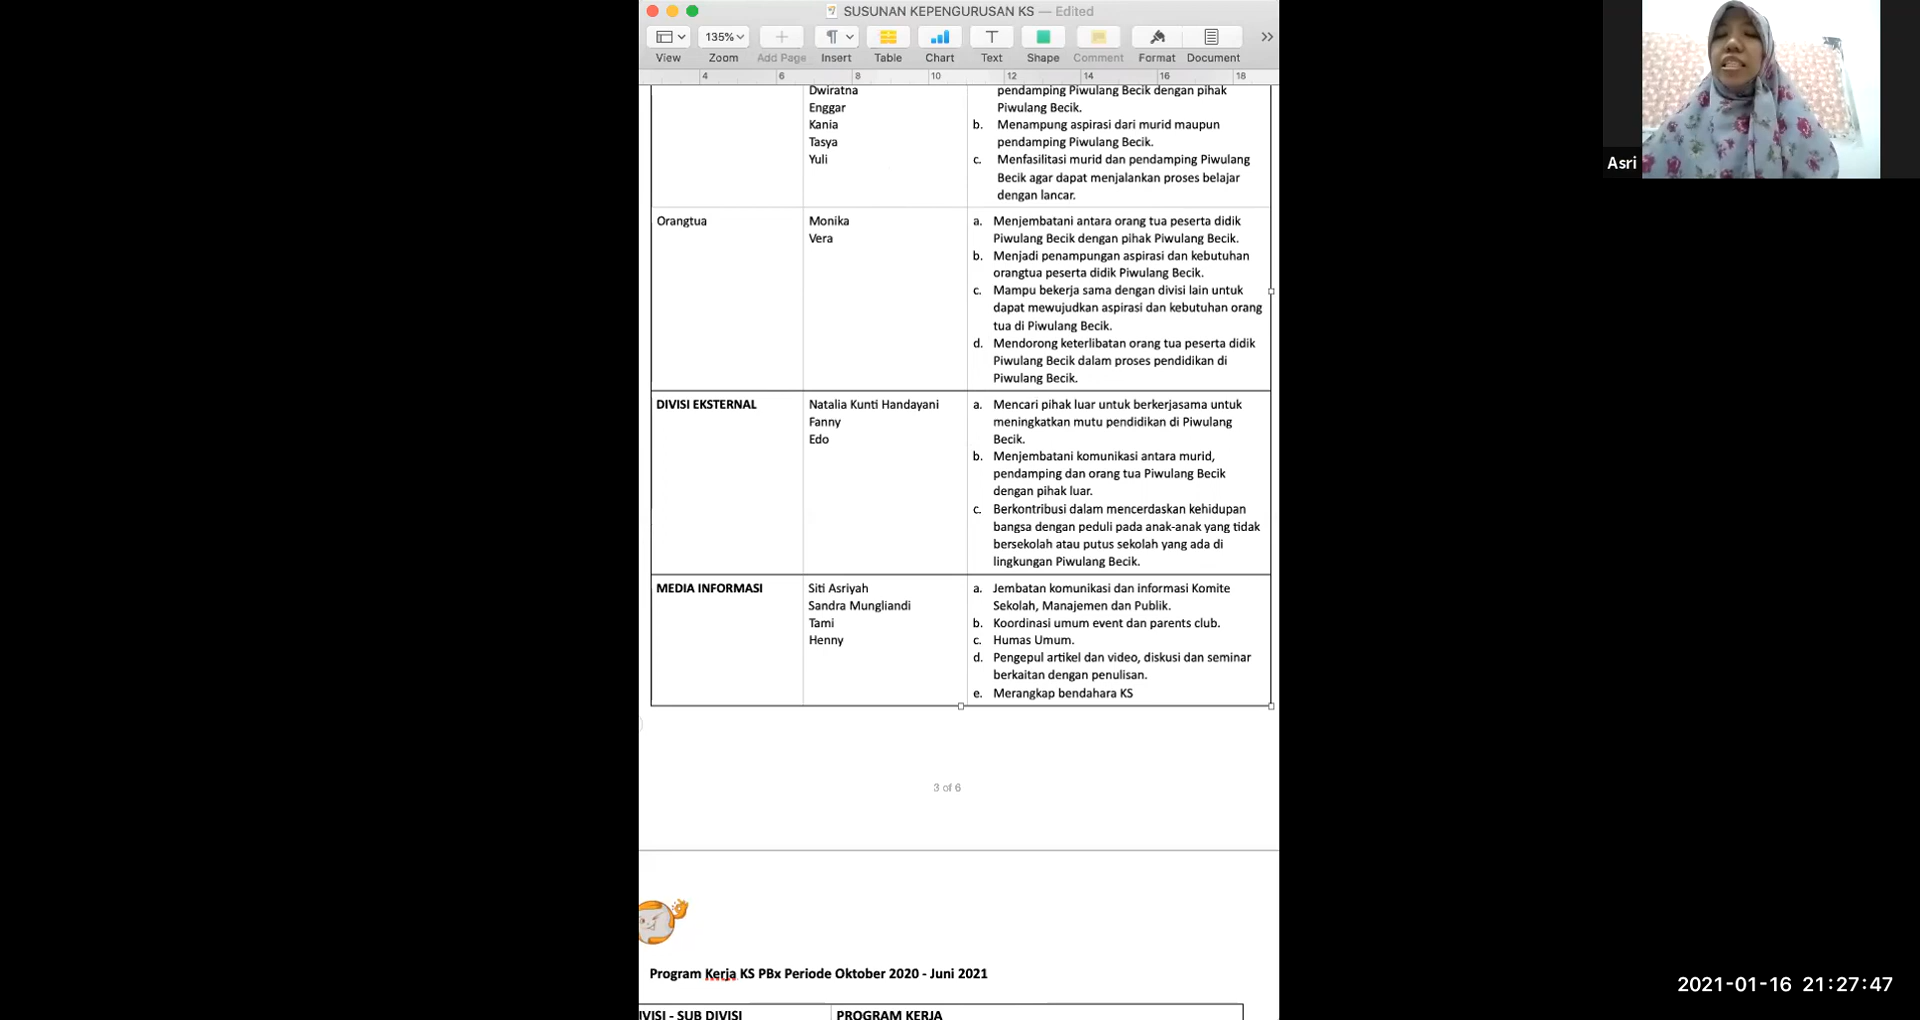 SUSUNAN KEPENGURUSAN KS — Edited
135%
View
Zoom
Add Page
Insert
Table
Chart
Text
Shape
Comment
Format
Document
4 6 8 10 12 14 16 18
Dwiratna
Enggar
Kania
Tasya
Yuli
pendamping Piwulang Becik dengan pihak
Piwulang Becik.
b. Menampung aspirasi dari murid maupun
pendamping Piwulang Becik.
c. Menfasilitasi murid dan pendamping Piwulang
Becik agar dapat menjalankan proses belajar
dengan lancar.
Orangtua
Monika
Vera
a. Menjembatani antara orang tua peserta didik
Piwulang Becik dengan pihak Piwulang Becik.
b. Menjadi penampungan aspirasi dan kebutuhan
orangtua peserta didik Piwulang Becik.
c. Mampu bekerja sama dengan divisi lain untuk
dapat mewujudkan aspirasi dan kebutuhan orang
tua di Piwulang Becik.
d. Mendorong keterlibatan orang tua peserta didik
Piwulang Becik dalam proses pendidikan di
Piwulang Becik.
DIVISI EKSTERNAL
Natalia Kunti Handayani
Fanny
Edo
a. Mencari pihak luar untuk berkerjasama untuk
meningkatkan mutu pendidikan di Piwulang
Becik.
b. Menjembatani komunikasi antara murid,
pendamping dan orang tua Piwulang Becik
dengan pihak luar.
c. Berkontribusi dalam mencerdaskan kehidupan
bangsa dengan peduli pada anak-anak yang tidak
bersekolah atau putus sekolah yang ada di
lingkungan Piwulang Becik.
MEDIA INFORMASI
Siti Asriyah
Sandra Mungliandi
Tami
Henny
a. Jembatan komunikasi dan informasi Komite
Sekolah, Manajemen dan Publik.
b. Koordinasi umum event dan parents club.
c. Humas Umum.
d. Pengepul artikel dan video, diskusi dan seminar
berkaitan dengan penulisan.
e. Merangkap bendahara KS
3 of 6
Program Kerja KS PBx Periode Oktober 2020 - Juni 2021
IVISI - SUB DIVISI
PROGRAM KERJA
Asri
2021-01-16 21:27:47